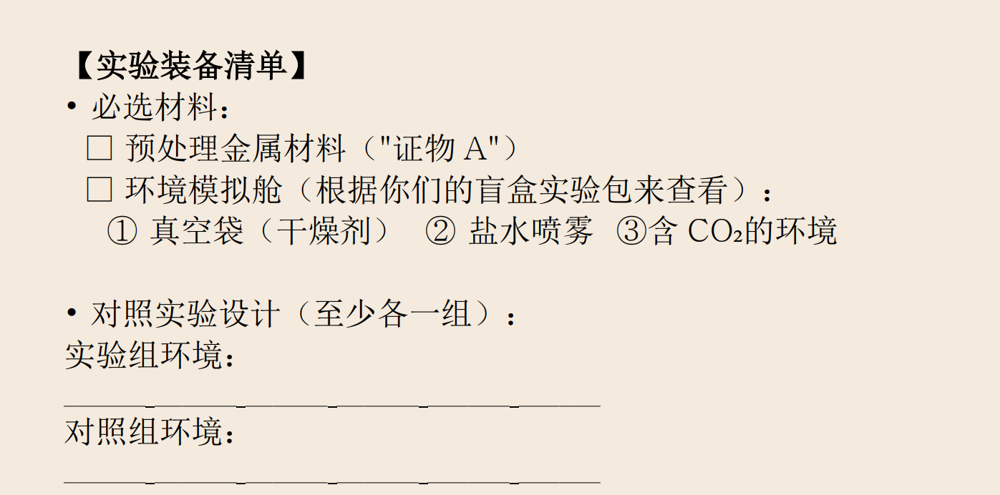 【实验装备清单】
• 必选材料：
□ 预处理金属材料（"证物 A"）
□ 环境模拟舱（根据你们的盲盒实验包来查看）：
① 真空袋（干燥剂） ② 盐水喷雾 ③含 CO₂的环境
• 对照实验设计（至少各一组）：
实验组环境：
对照组环境：